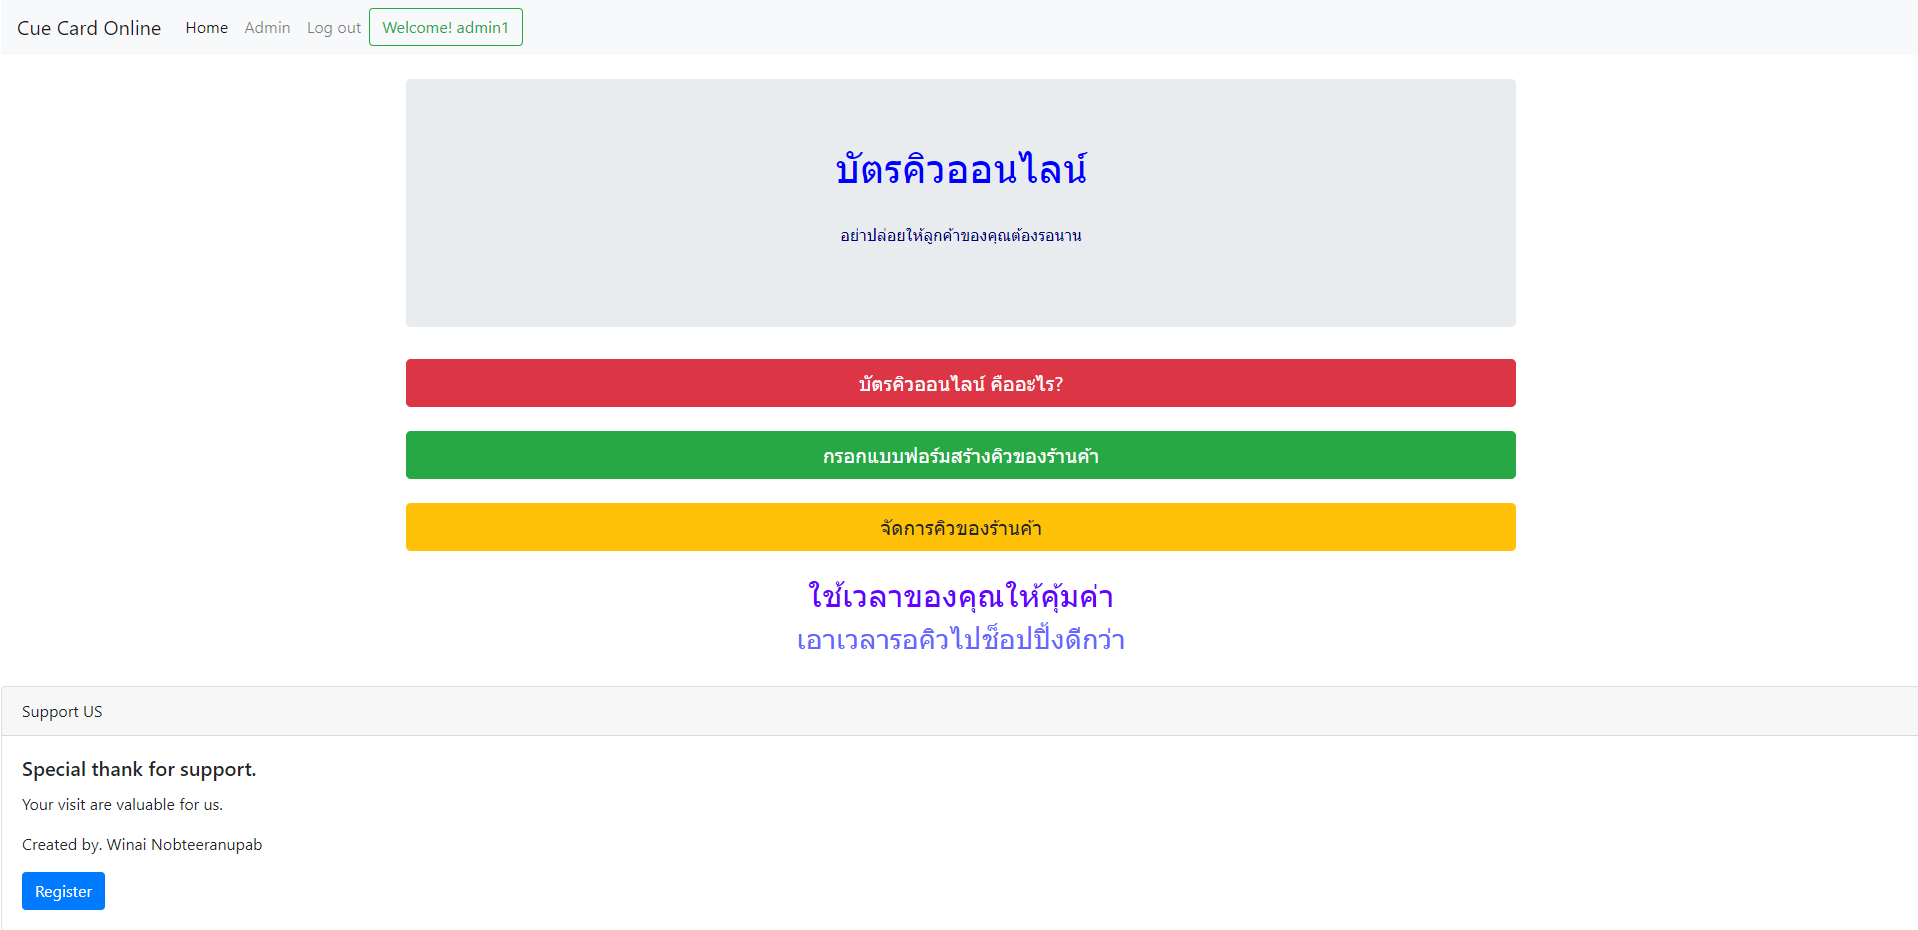 Cue Card Online Home Admin Log out Welcome! admin1
บัตรคิวออนไลน์
อย่าปล่อยให้ลูกค้าของคุณต้องรอนาน
บัตรคิวออนไลน์ คืออะไร?
กรอกแบบฟอร์มสร้างคิวของร้านค้า
จัดการคิวของร้านค้า
ใช้เวลาของคุณให้คุ้มค่า
เอาเวลารอคิวไปช็อปปิ้งดีกว่า
Support US
Special thank for support.
Your visit are valuable for us.
Created by. Winai Nobteeranupab
Register